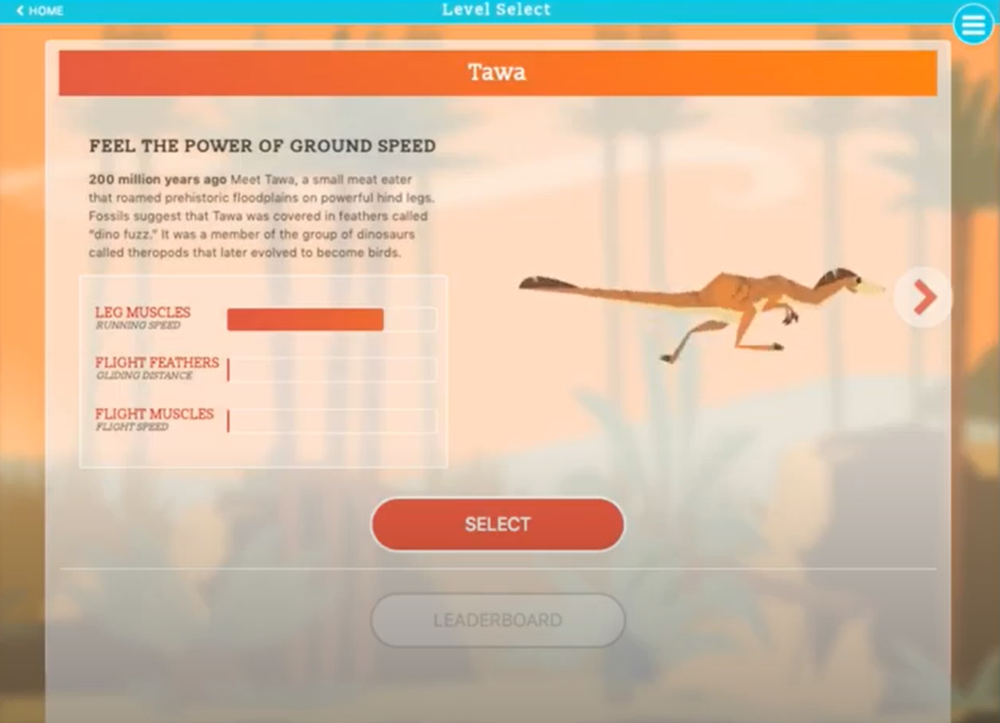 HOME
Level Select
Tawa
FEEL THE POWER OF GROUND SPEED
200 million years ago Meet Tawa, a small meat eater
that roamed prehistoric floodplains on powerful hind legs.
Fossils suggest that Tawa was covered in feathers called
"dino fuzz." It was a member of the group of dinosaurs
called theropods that later evolved to become birds.
LEG MUSCLES
RUNNING SPEED
FLIGHT FEATHERS
GLIDING DISTANCE
FLIGHT MUSCLES
FLIGHT SPEED
SELECT
LEADERBOARD